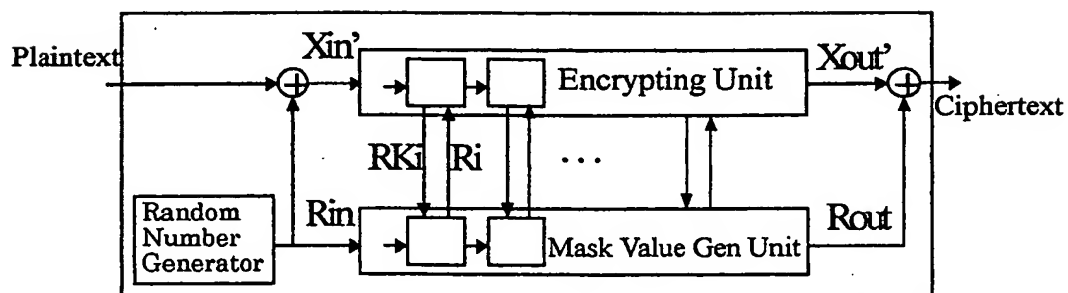 Plaintext
Xin'
Encrypting Unit
Xout'
Ciphertext
RKi
Ri
...
Random
Number
Generator
Rin
Mask Value Gen Unit
Rout